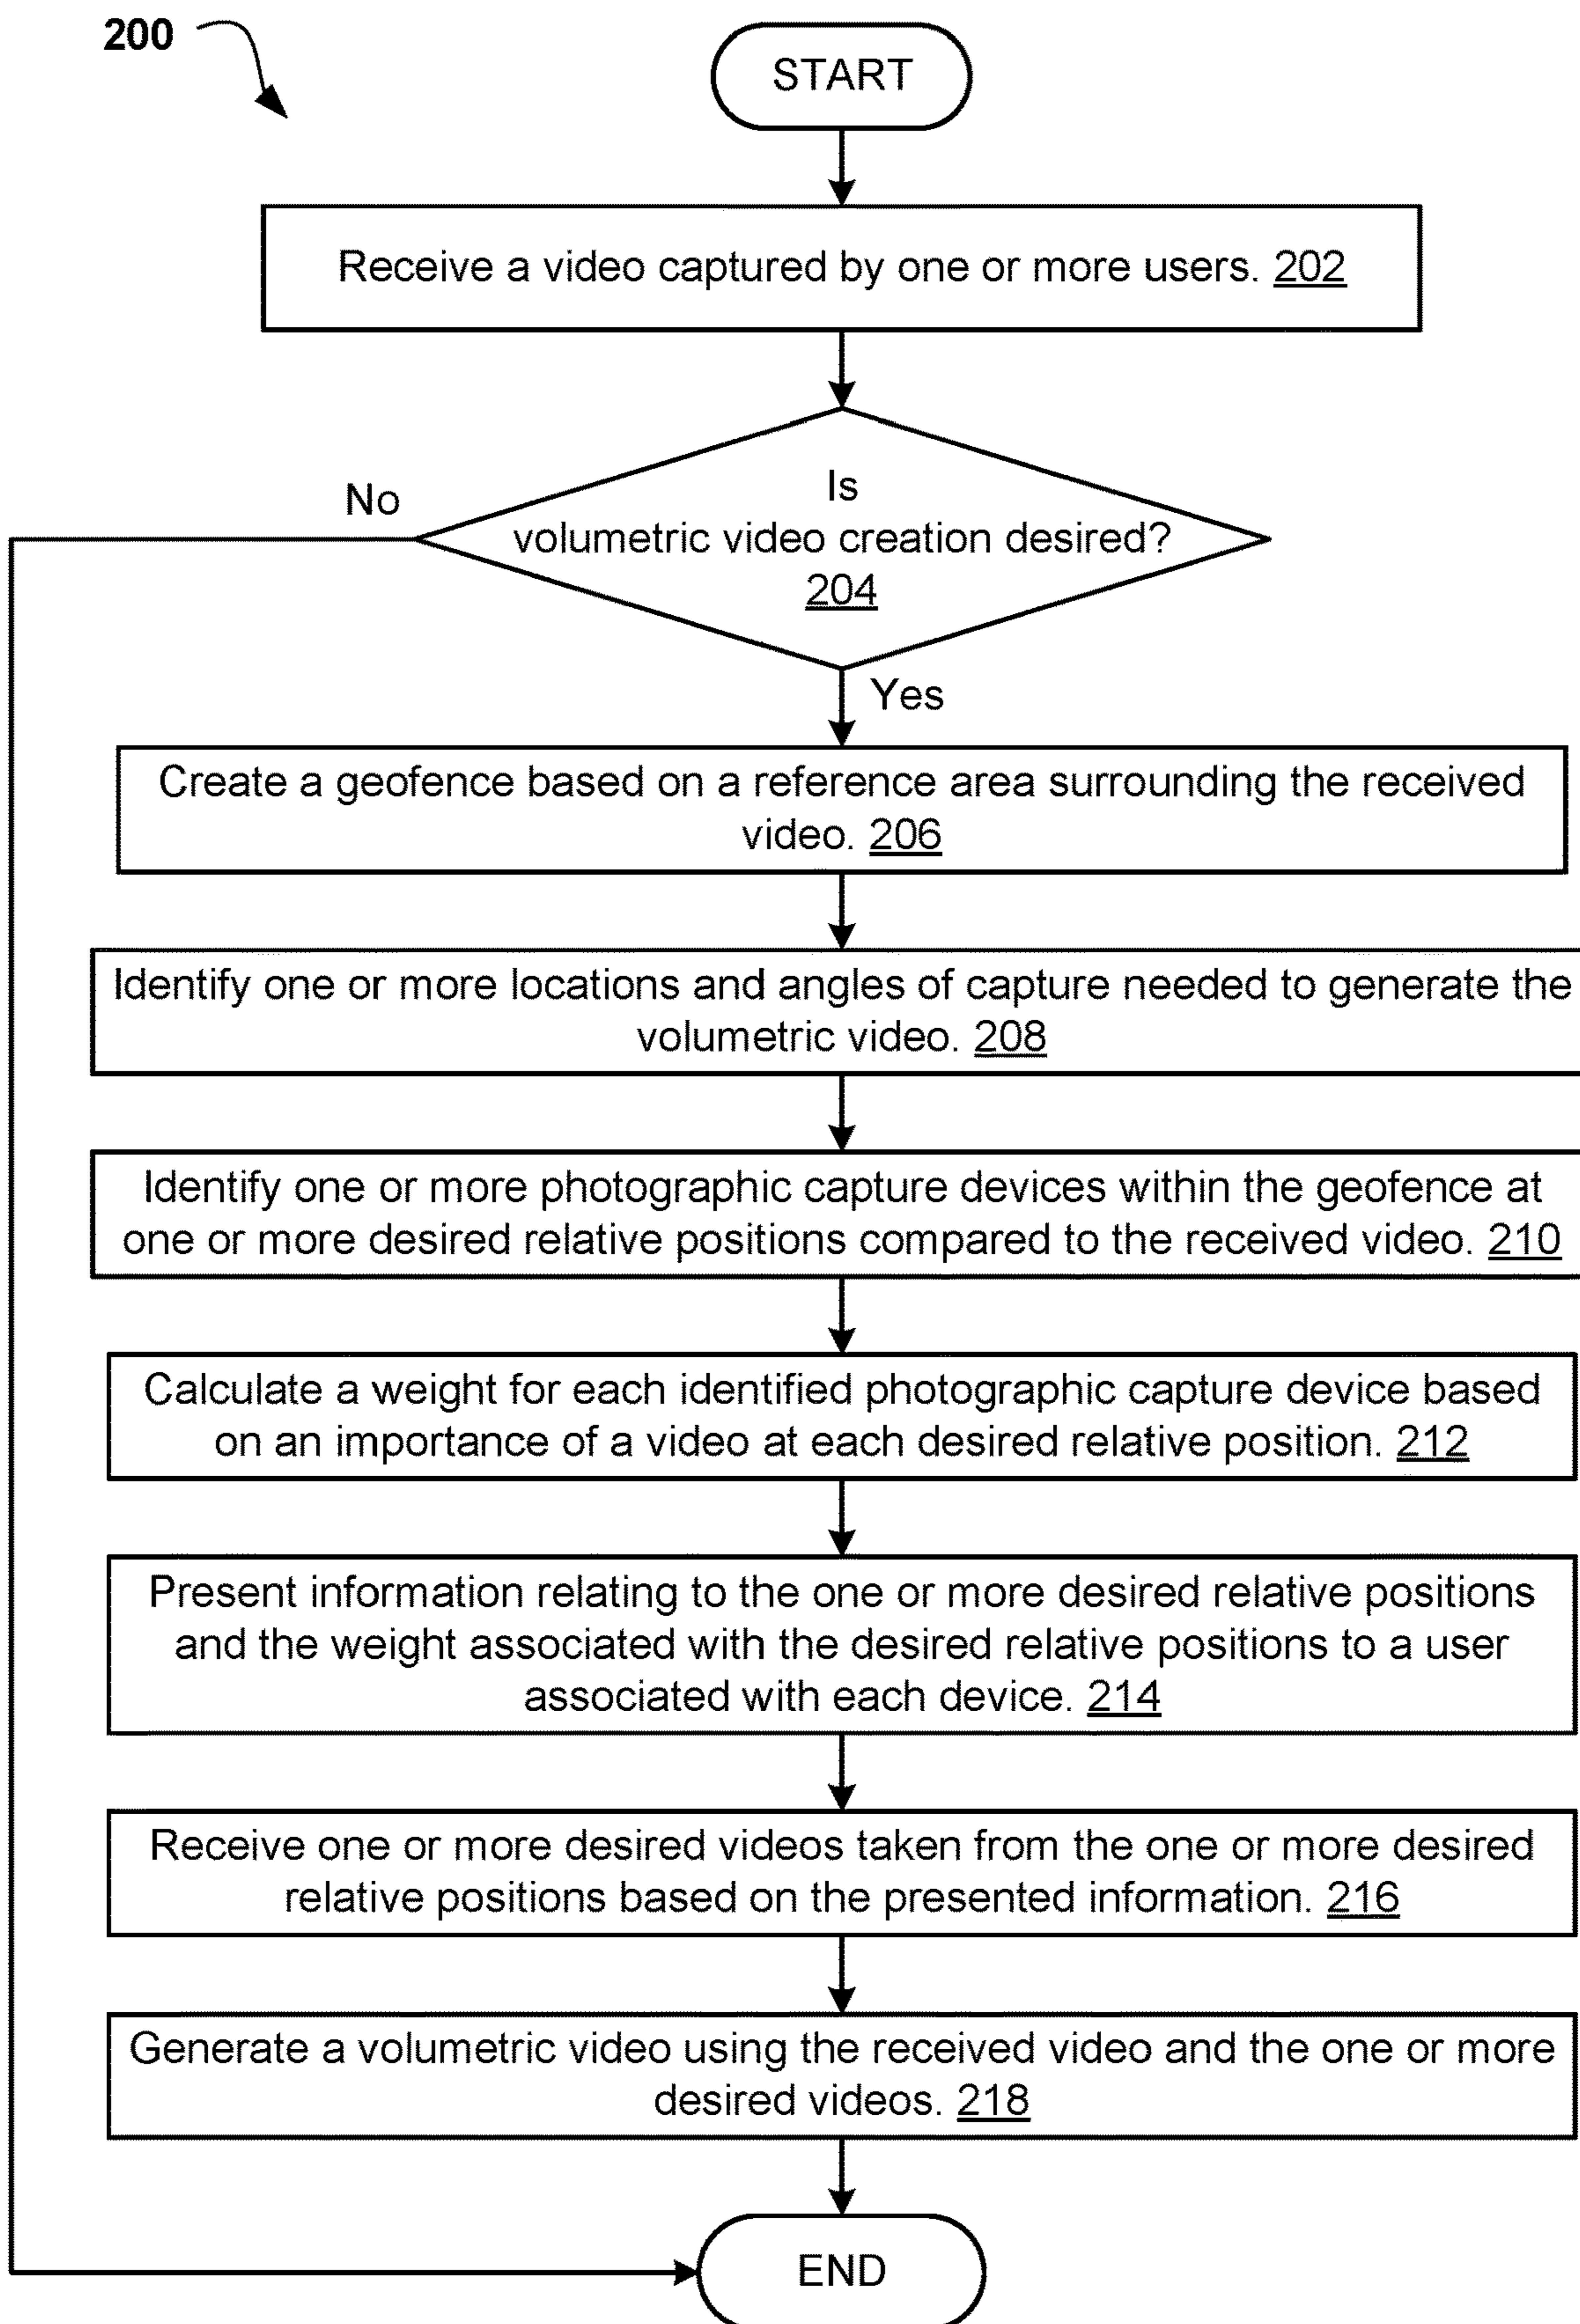 200
START
Receive a video captured by one or more users. 202
Is
volumetric video creation desired?
204
No
Yes
Create a geofence based on a reference area surrounding the received
video. 206
Identify one or more locations and angles of capture needed to generate the
volumetric video. 208
Identify one or more photographic capture devices within the geofence at
one or more desired relative positions compared to the received video. 210
Calculate a weight for each identified photographic capture device based
on an importance of a video at each desired relative position. 212
Present information relating to the one or more desired relative positions
and the weight associated with the desired relative positions to a user
associated with each device. 214
Receive one or more desired videos taken from the one or more desired
relative positions based on the presented information. 216
Generate a volumetric video using the received video and the one or more
desired videos. 218
END